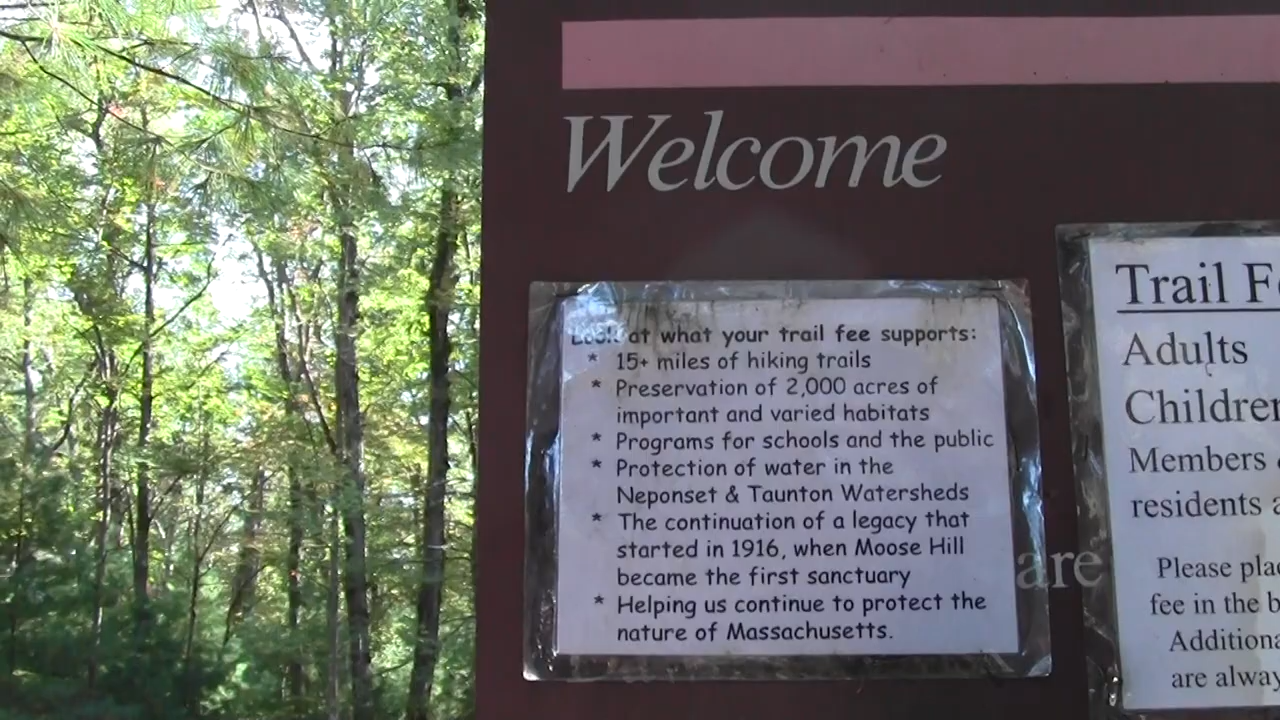 Welcome
Look at what your trail fee supports:
* 15+ miles of hiking trails
* Preservation of 2,000 acres of
important and varied habitats
* Programs for schools and the public
* Protection of water in the
Neponset & Taunton Watersheds
* The continuation of a legacy that
started in 1916, when Moose Hill
became the first sanctuary
* Helping us continue to protect the
nature of Massachusetts.
are
Trail
Adults
Members
residents
Please
fee in the
are